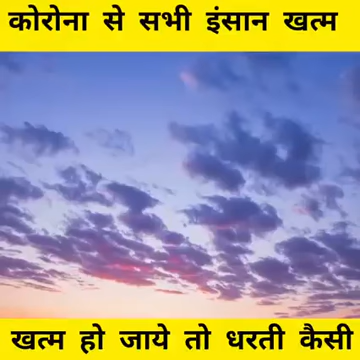 कोरोना से सभी इंसान खत्म
खत्म हो जाये तो धरती कैसी